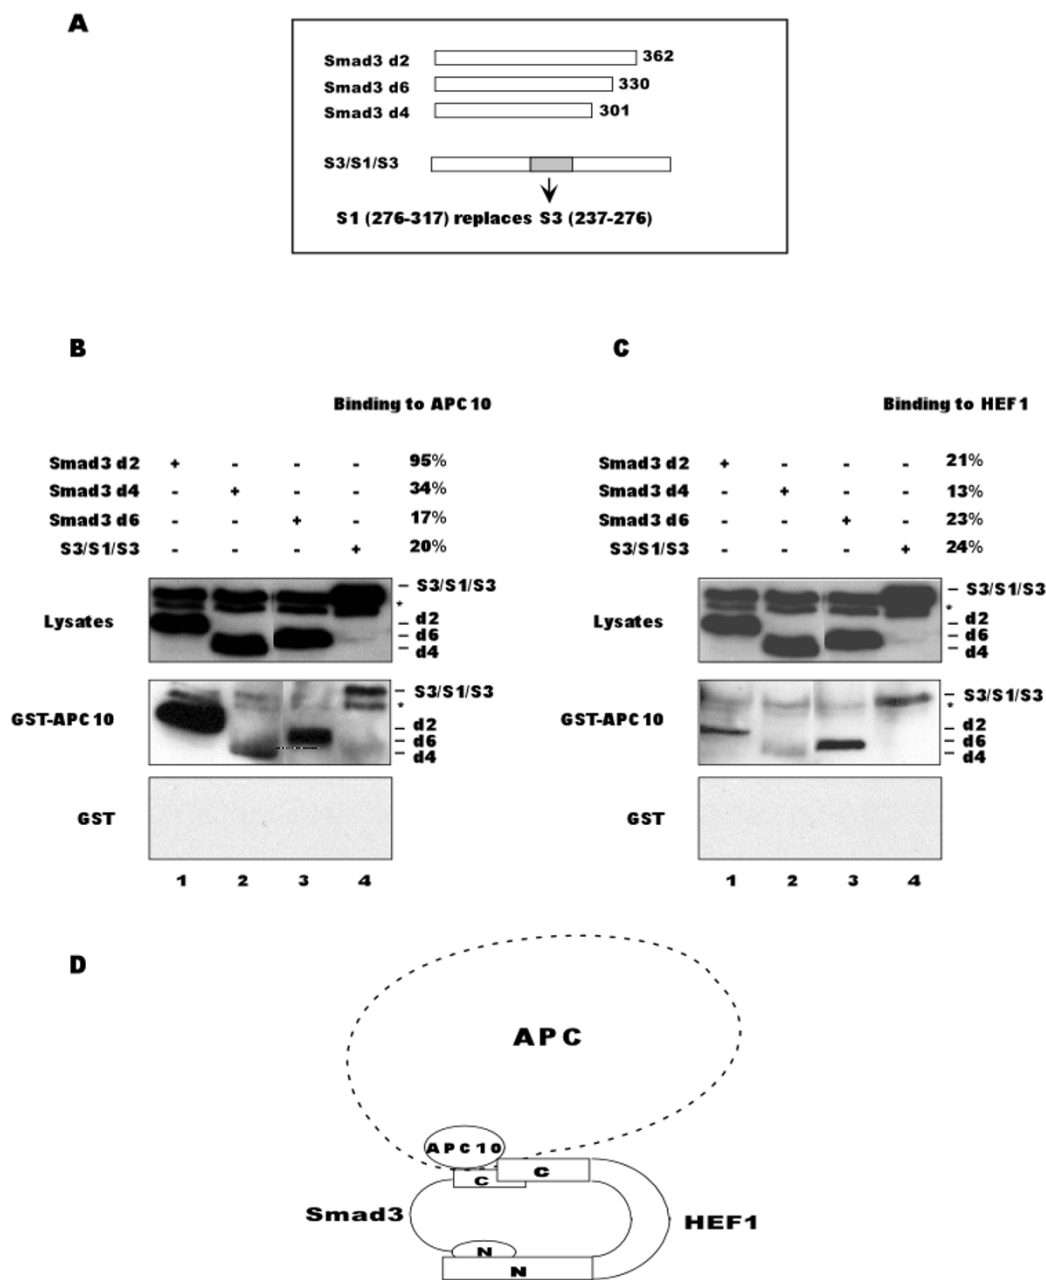 A
Smad3 d2 362
Smad3 d6 330
Smad3 d4 301
S3/S1/S3
S1 (276-317) replaces S3 (237-276)
B
Binding to APC10
Smad3 d2 + - - - 95%
Smad3 d4 - + - - 34%
Smad3 d6 - - + - 17%
S3/S1/S3 - - - + 20%
Lysates
S3/S1/S3
*
d2
d6
d4
GST-APC10
S3/S1/S3
*
d2
d6
d4
GST
1 2 3 4
C
Binding to HEF1
Smad3 d2 + - - - 21%
Smad3 d4 - + - - 13%
Smad3 d6 - - + - 23%
S3/S1/S3 - - - + 24%
Lysates
S3/S1/S3
*
d2
d6
d4
GST-APC10
S3/S1/S3
*
d2
d6
d4
GST
1 2 3 4
D
APC
APC10
C
C
Smad3
HEF1
N
N